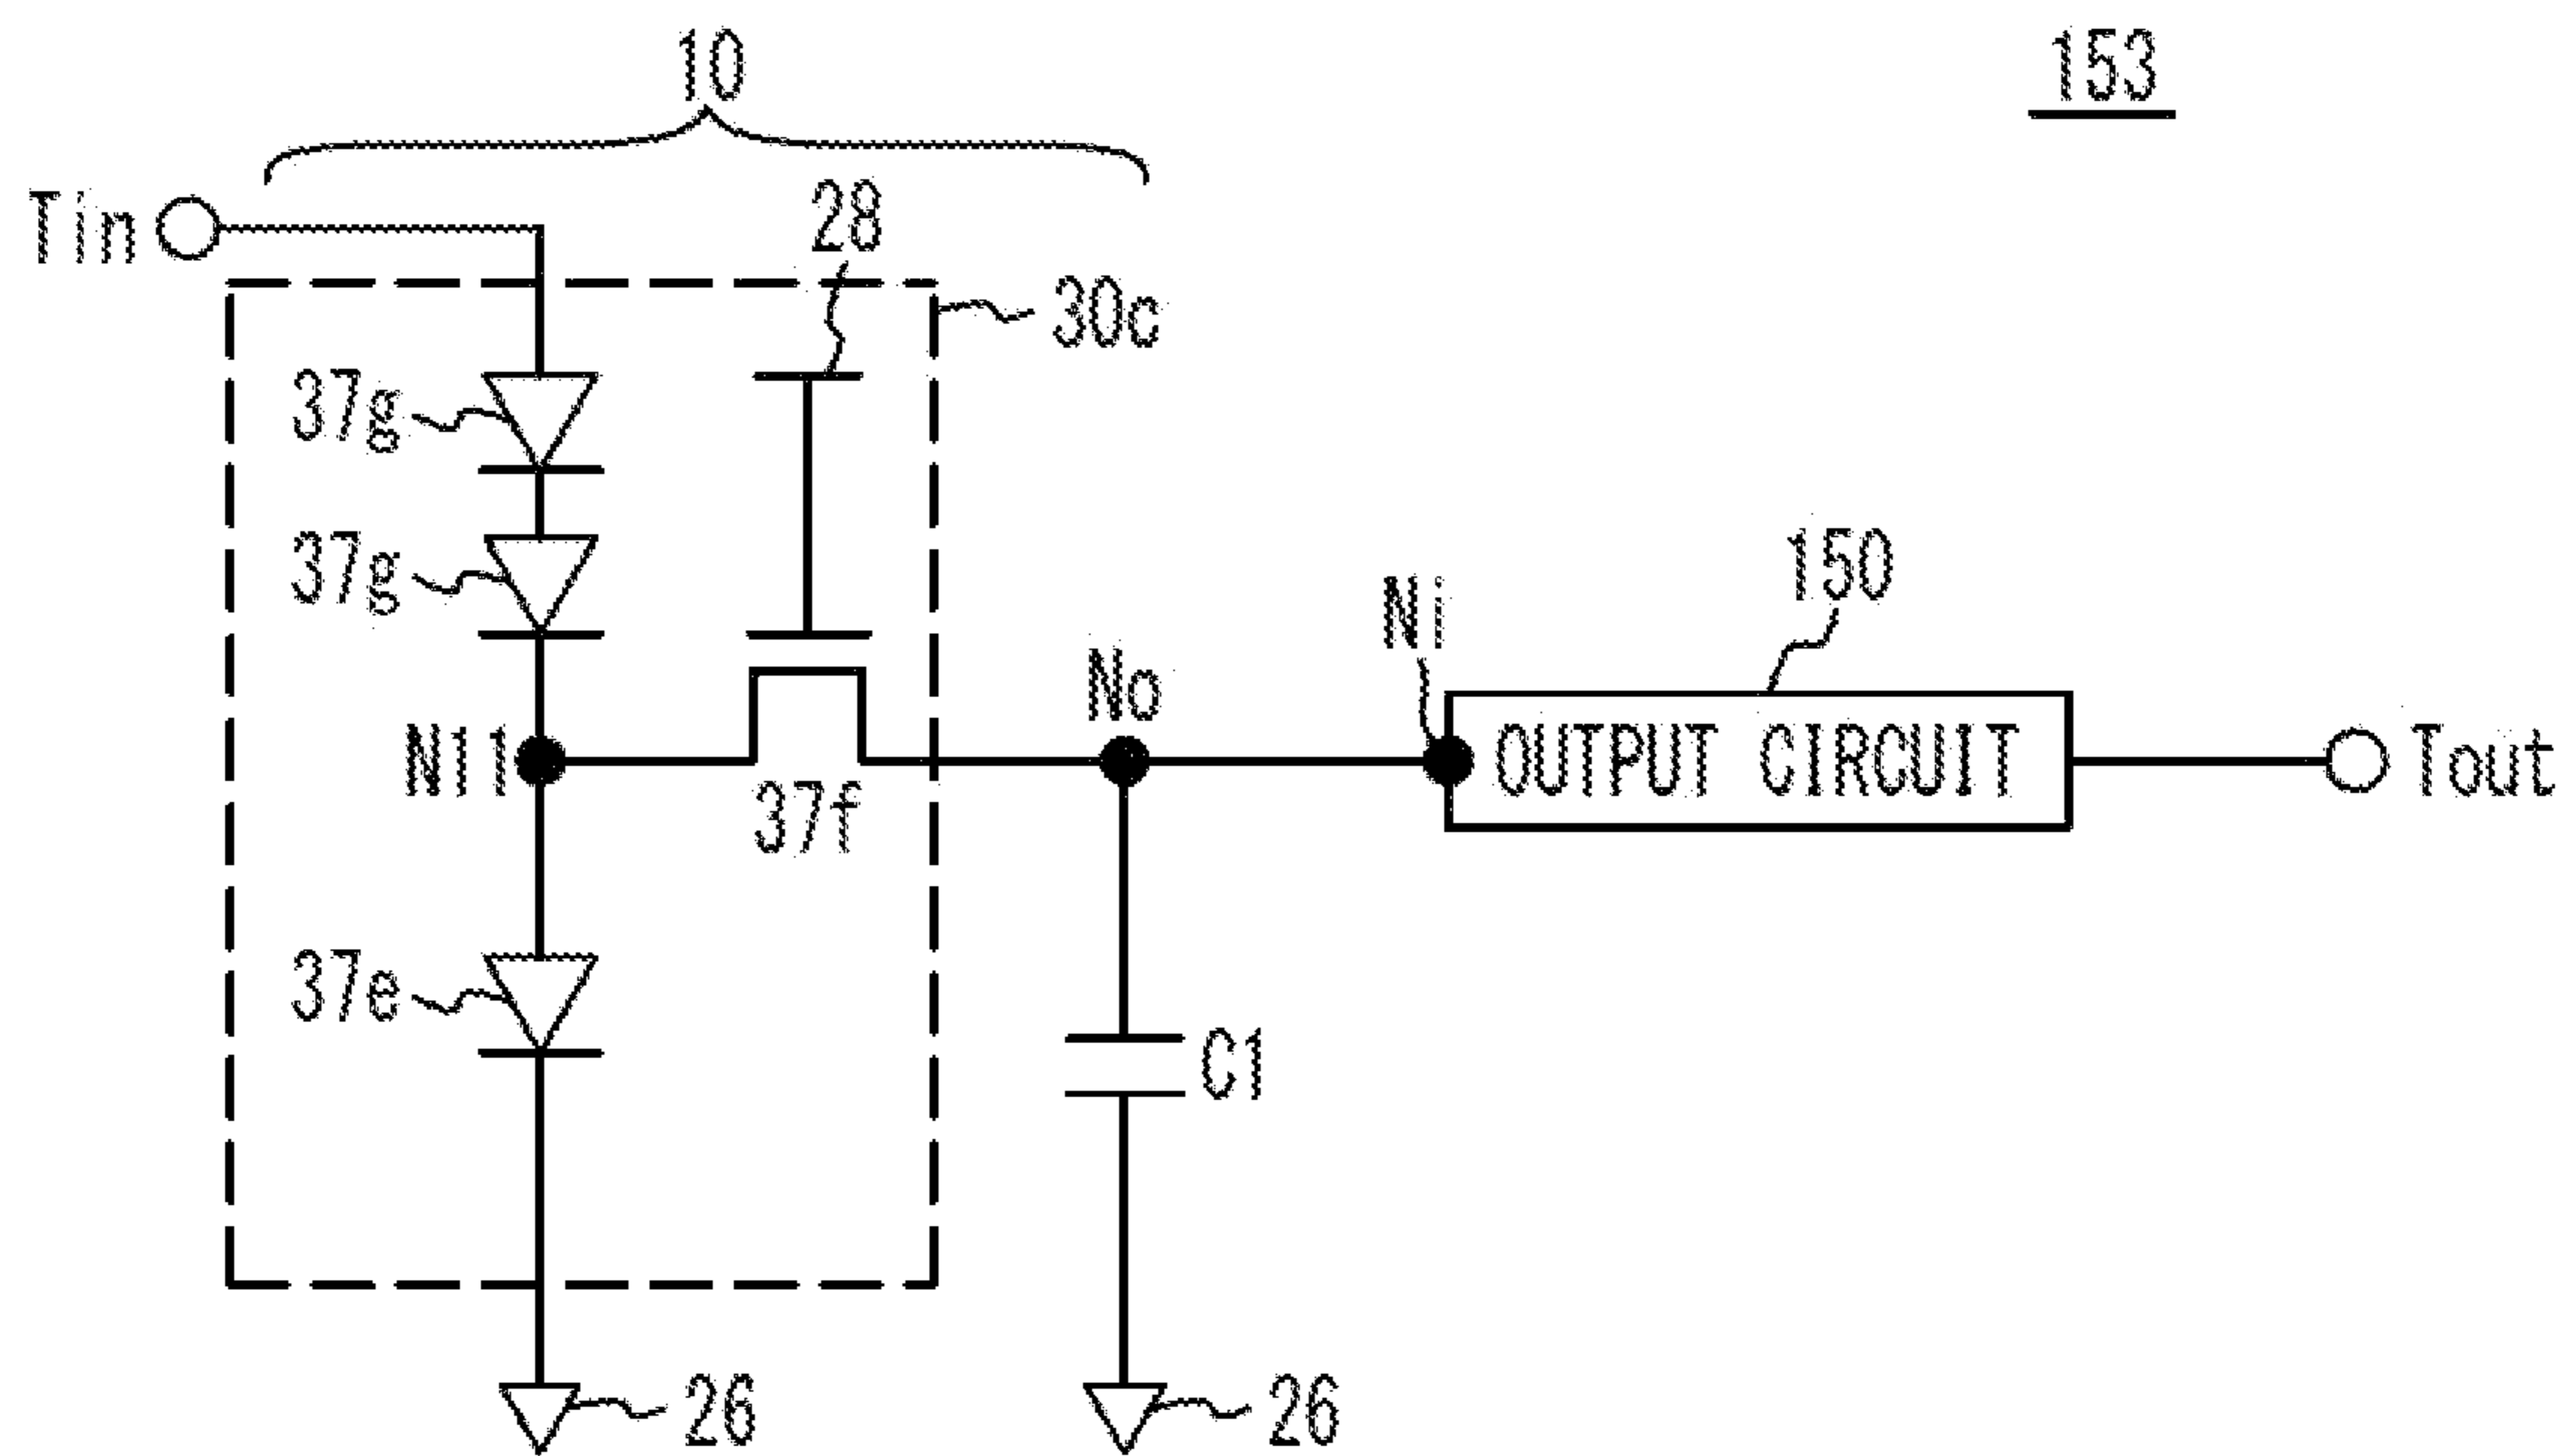 10
153
Tin
28
30c
37g
37g
150
Ni
No
N11
OUTPUT CIRCUIT
Tout
37f
37e
C1
26
26